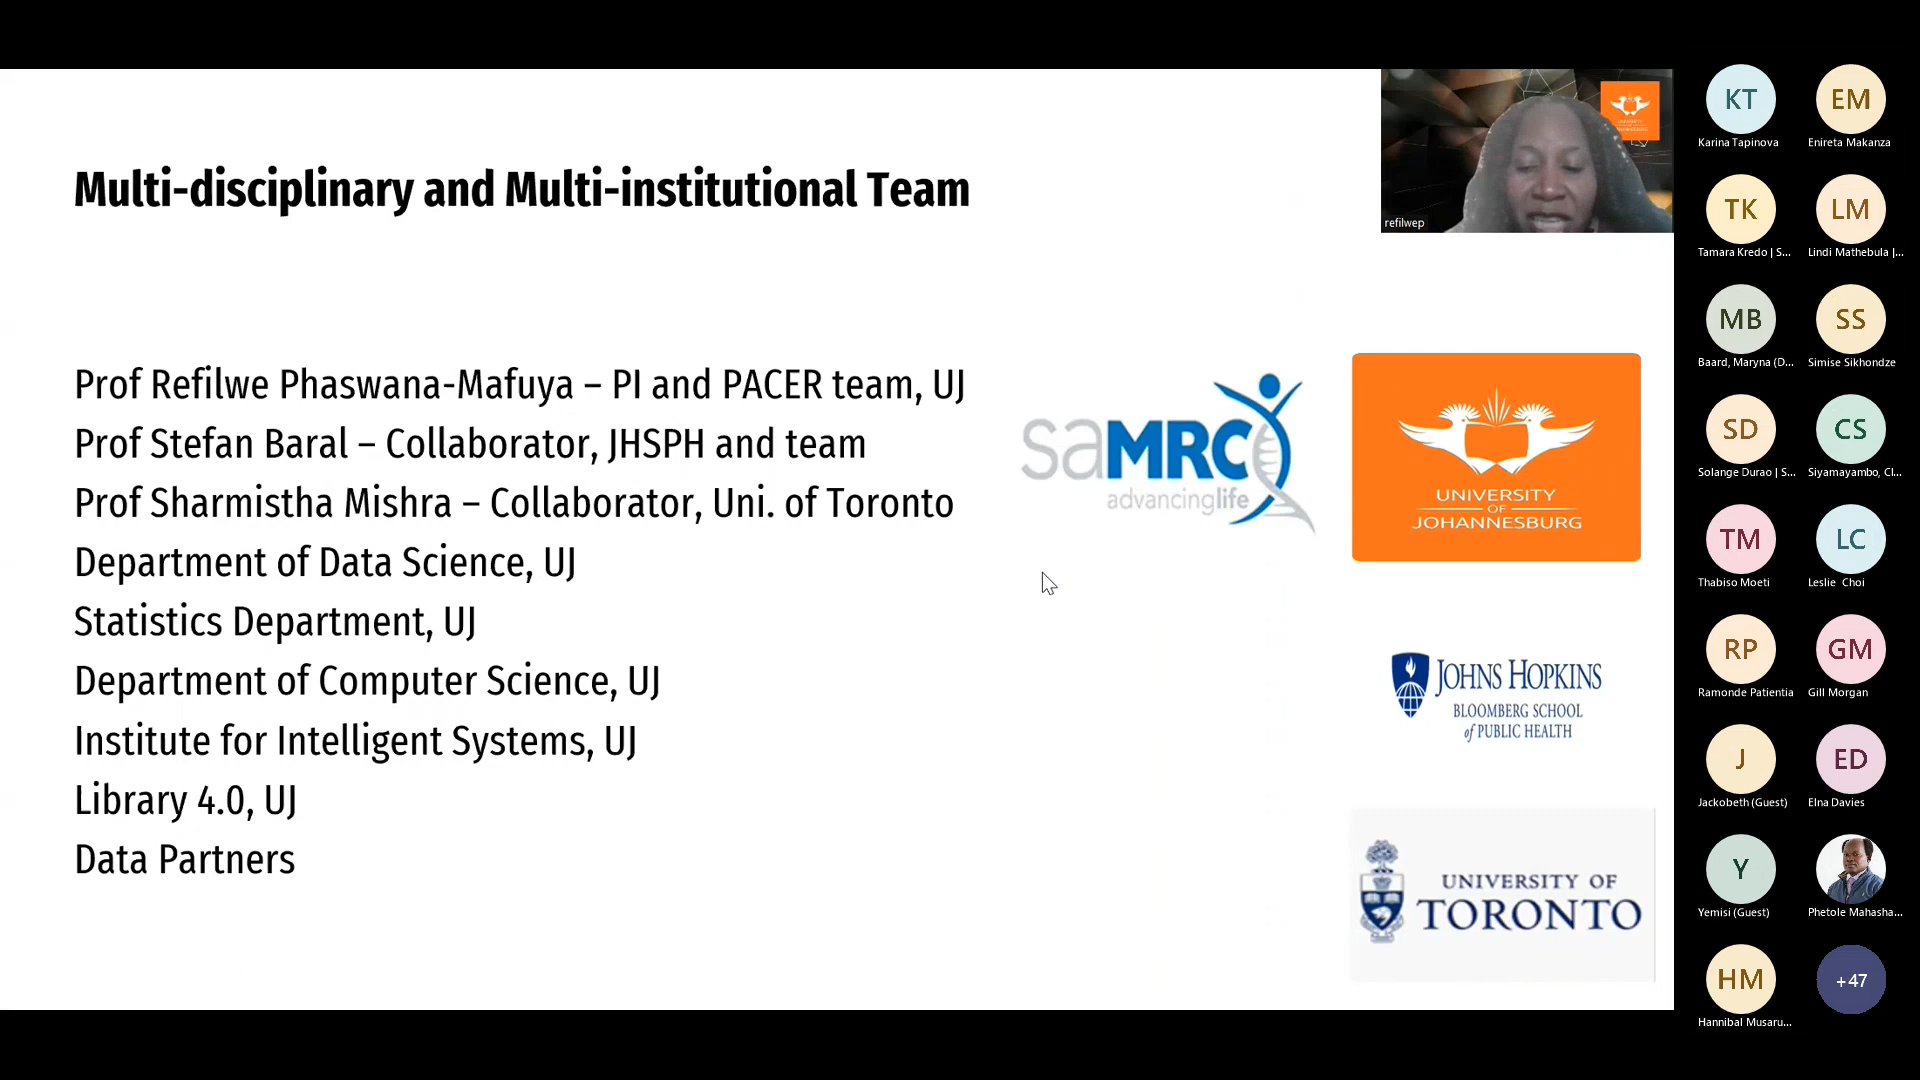 Multi-disciplinary and Multi-institutional Team
Prof Refilwe Phaswana-Mafuya – PI and PACER team, UJ
Prof Stefan Baral – Collaborator, JHSPH and team
Prof Sharmistha Mishra – Collaborator, Uni. of Toronto
Department of Data Science, UJ
Statistics Department, UJ
Department of Computer Science, UJ
Institute for Intelligent Systems, UJ
Library 4.0, UJ
Data Partners
saMRC
advancinglife
UNIVERSITY
OF
JOHANNESBURG
JOHNS HOPKINS
BLOOMBERG SCHOOL
of PUBLIC HEALTH
UNIVERSITY OF
TORONTO
refilwep
KT
Karina Tapinova
EM
Enireta Makanza
TK
Tamara Kredo | S...
LM
Lindi Mathebula |...
MB
Baard, Maryna (D...
SS
Simise Sikhondze
SD
Solange Durao | S...
CS
Siyamayambo, Cl...
TM
Thabiso Moeti
LC
Leslie Choi
RP
Ramonde Patientia
GM
Gill Morgan
J
Jackobeth (Guest)
ED
Elna Davies
Y
Yemisi (Guest)
Phetole Mahasha...
HM
Hannibal Musaru...
+47